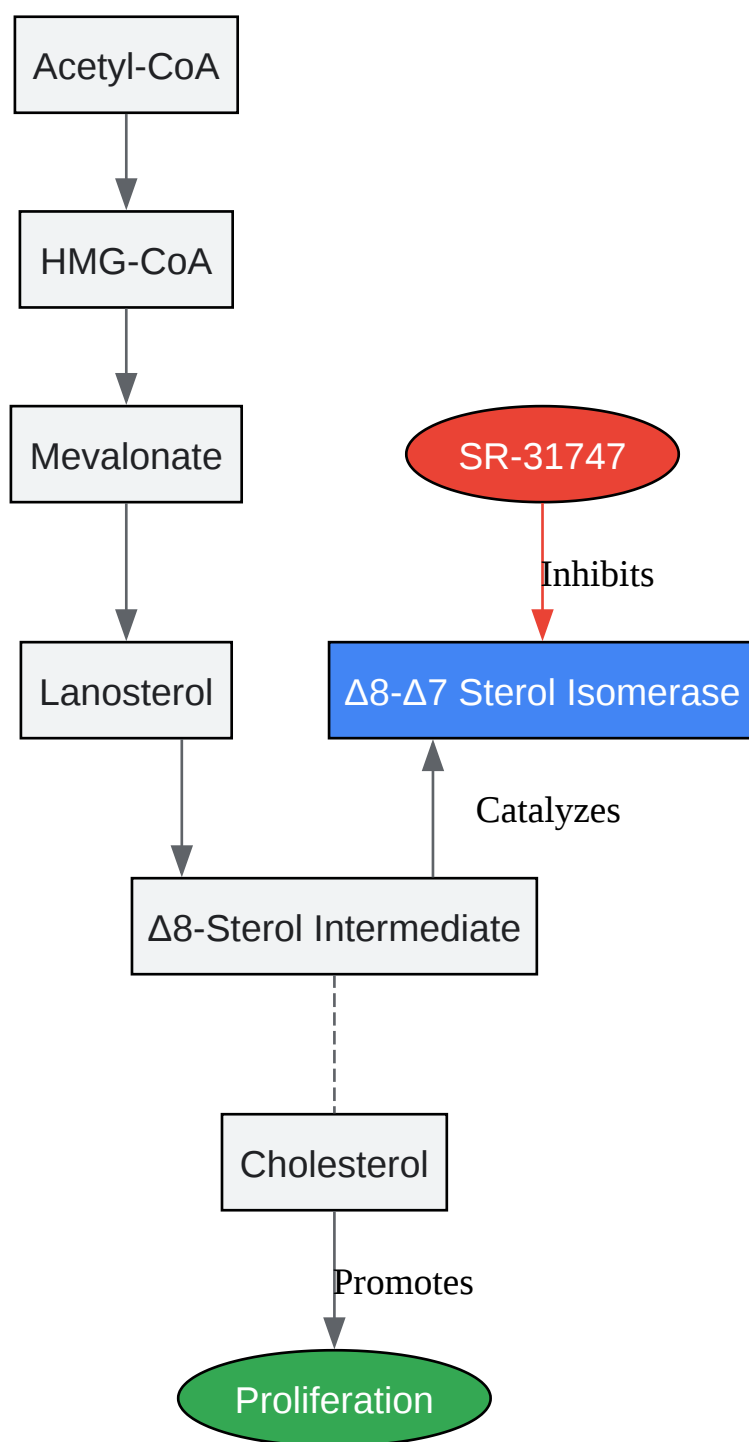 Acetyl-CoA
HMG-CoA
Mevalonate
SR-31747
Inhibits
Lanosterol
Δ8-Δ7 Sterol Isomerase
Catalyzes
Δ8-Sterol Intermediate
Cholesterol
Promotes
Proliferation